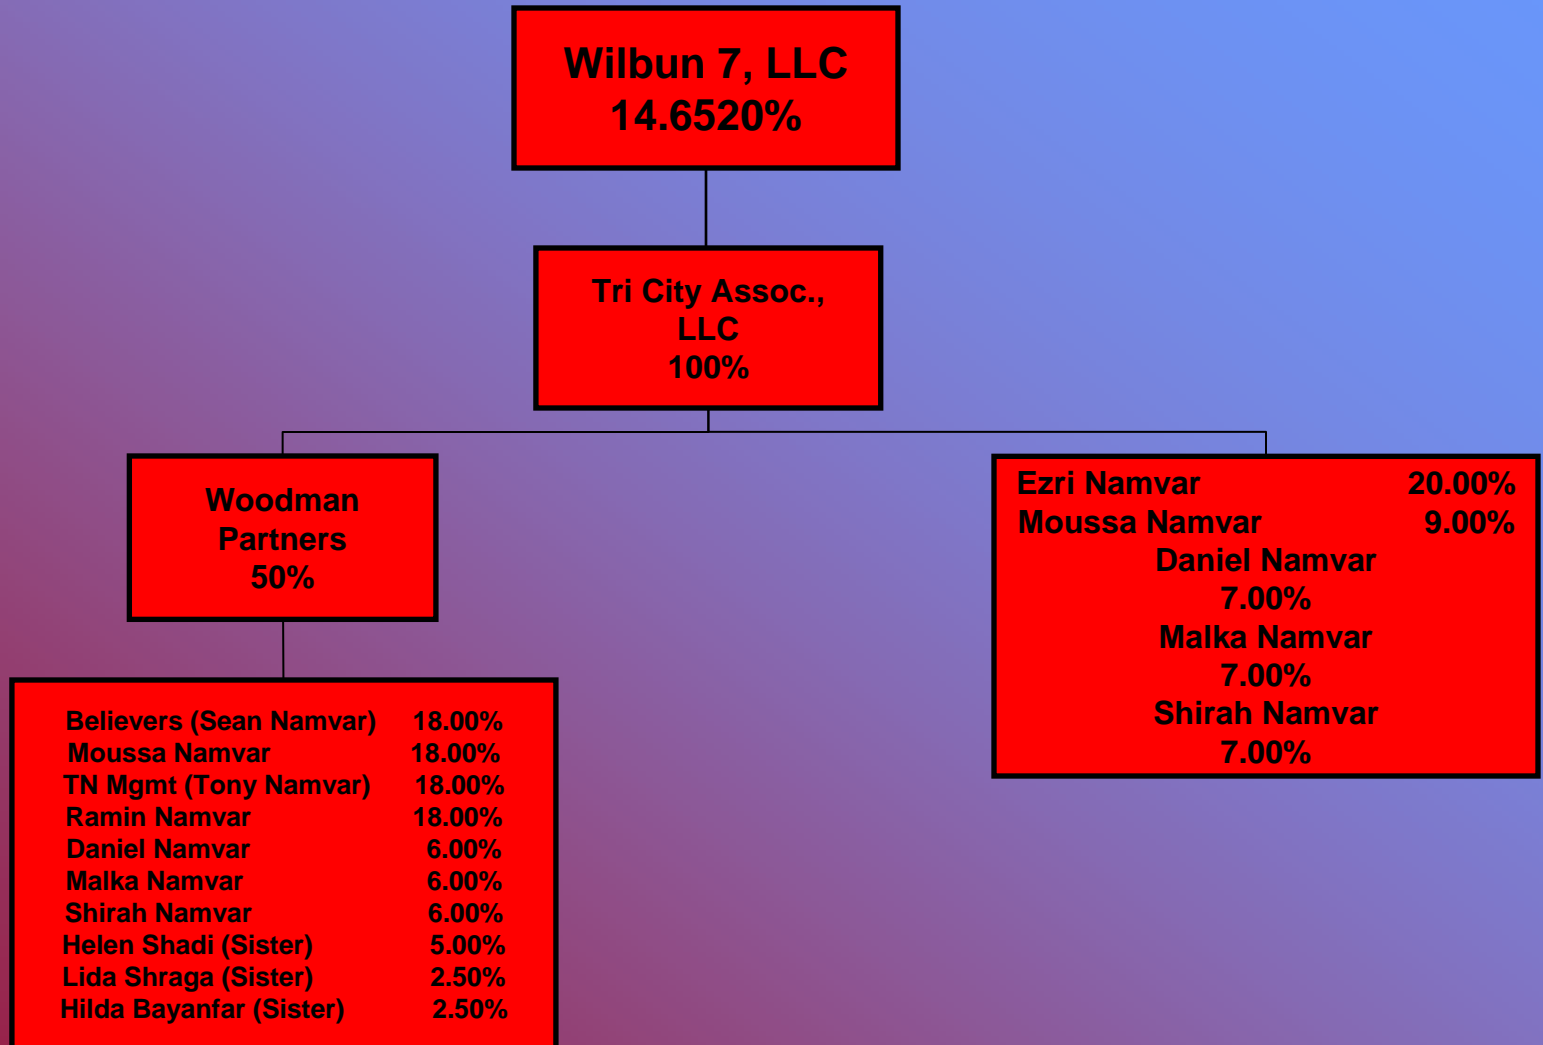 Wilbun 7, LLC
14.6520%
Tri City Assoc.,
LLC
100%
Woodman
Partners
50%
Ezri Namvar 20.00%
Moussa Namvar 9.00%
Daniel Namvar
7.00%
Malka Namvar
7.00%
Shirah Namvar
7.00%
Believers (Sean Namvar) 18.00%
Moussa Namvar 18.00%
TN Mgmt (Tony Namvar) 18.00%
Ramin Namvar 18.00%
Daniel Namvar 6.00%
Malka Namvar 6.00%
Shirah Namvar 6.00%
Helen Shadi (Sister) 5.00%
Lida Shraga (Sister) 2.50%
Hilda Bayanfar (Sister) 2.50%